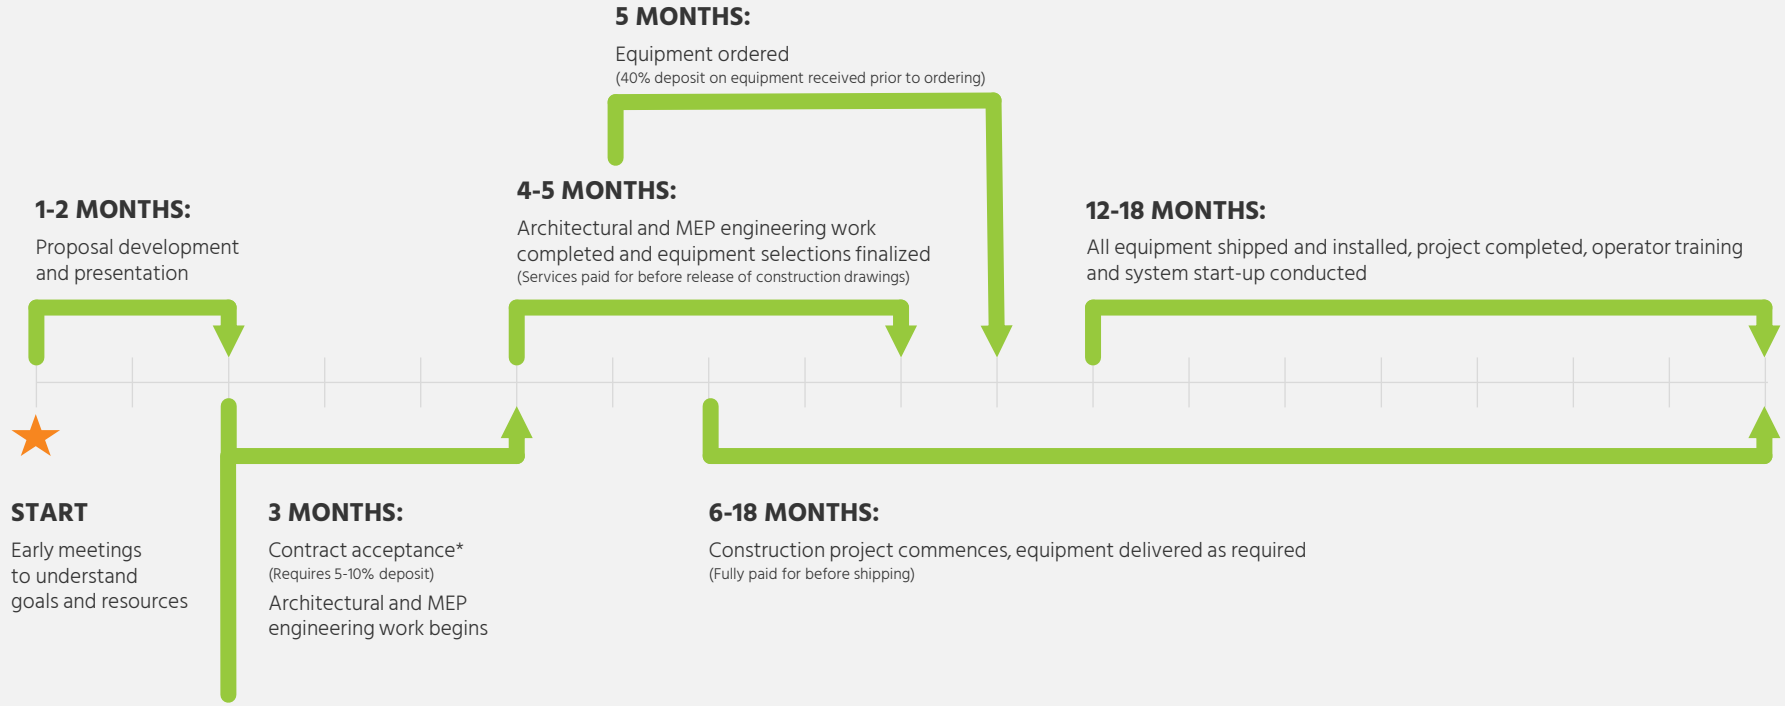 5 MONTHS:
Equipment ordered
(40% deposit on equipment received prior to ordering)
1-2 MONTHS:
Proposal development
and presentation
4-5 MONTHS:
Architectural and MEP engineering work
completed and equipment selections finalized
(Services paid for before release of construction drawings)
12-18 MONTHS:
All equipment shipped and installed, project completed, operator training
and system start-up conducted
START
Early meetings
to understand
goals and resources
3 MONTHS:
Contract acceptance*
(Requires 5-10% deposit)
Architectural and MEP
engineering work begins
6-18 MONTHS:
Construction project commences, equipment delivered as required
(Fully paid for before shipping)